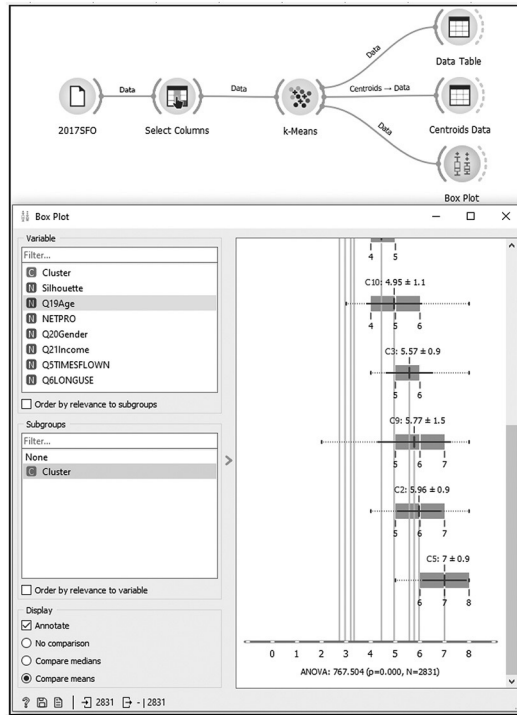 Data
Data Table
Data
Data
Centroids → Data
2017SFO
Select Columns
k-Means
Centroids Data
Data
Box Plot
Box Plot
Variable
Filter...
C Cluster
N Silhouette
N Q19Age
N NETPRO
N Q20Gender
N Q21Income
N Q5TIMESFLOWN
N Q6LONGUSE
Order by relevance to subgroups
Subgroups
Filter...
None
C Cluster
>
Order by relevance to variable
Display
Annotate
No comparison
Compare medians
Compare means
? 2831 - | 2831
4 5
C10: 4.95 ± 1.1
4 5 6
C3: 5.57 ± 0.9
5 6
C9: 5.77 ± 1.5
5 6 7
C2: 5.96 ± 0.9
5 6 7
C5: 7 ± 0.9
6 7 8
0 1 2 3 4 5 6 7 8
ANOVA: 767.504 (p=0.000, N=2831)